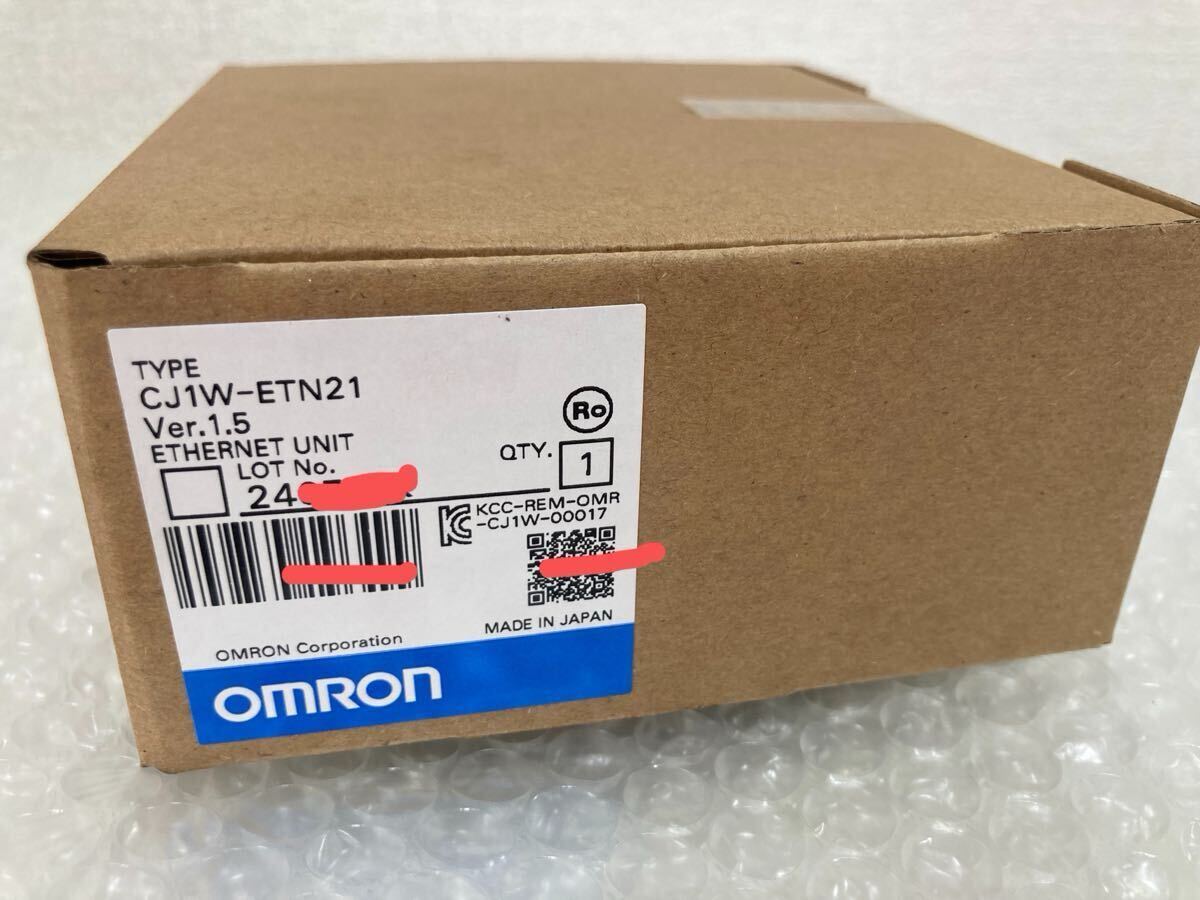 TYPE
CJ1W-ETN21
Ver.1.5
ETHERNET UNIT
Ro
LOT No.
QTY.
1
KCC-REM-OMR
-CJ1W-00017
MADE IN JAPAN
OMRON Corporation
OMRON